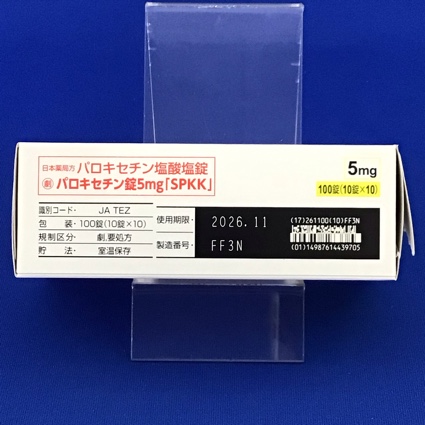 日本薬局方 パロキセチン塩酸塩錠
劇 パロキセチン錠5mg「SPKK」
5mg
100錠(10錠×10)
識別コード: JA TEZ
包装: 100錠(10錠×10)
規制区分: 劇,要処方
貯法: 室温保存
使用期限: 2026.11
製造番号: FF3N
(17)261100(10)FF3N
(01)14987614439705